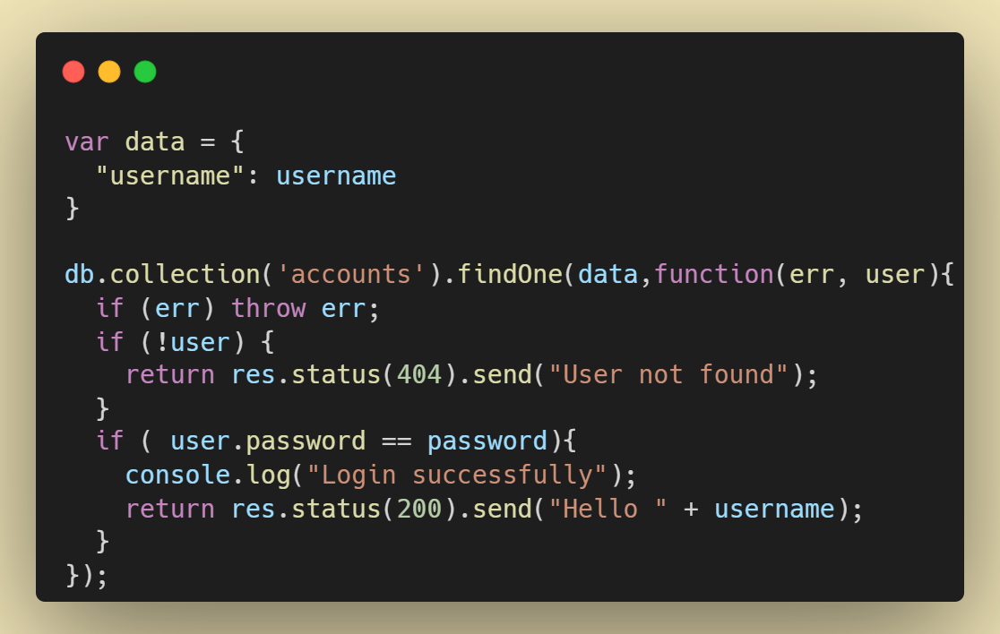 var data = {
  "username": username
}

db.collection('accounts').findOne(data,function(err, user){
  if (err) throw err;
  if (!user) {
    return res.status(404).send("User not found");
  }
  if ( user.password == password){
    console.log("Login successfully");
    return res.status(200).send("Hello " + username);
  }
});